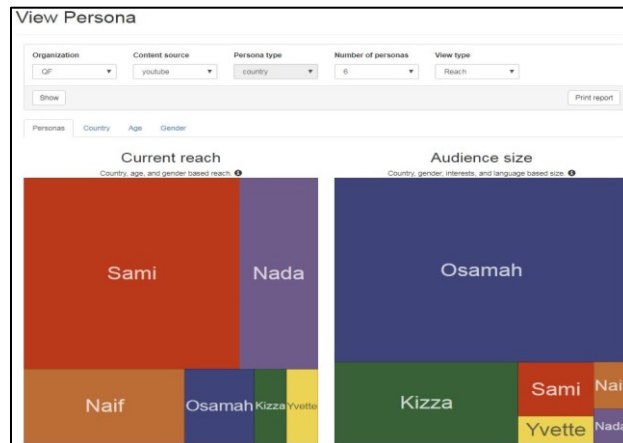 View Persona
Organization Content source Persona type Number of personas View type
QF youtube country 6 Reach
Show Print report
Personas Country Age Gender
Current reach
Country, age, and gender based reach.
Sami
Nada
Naif
Osamah
Kizza
Yvette
Audience size
Country, gender, interests, and language based size.
Osamah
Kizza
Sami
Nai
Yvette
Nada